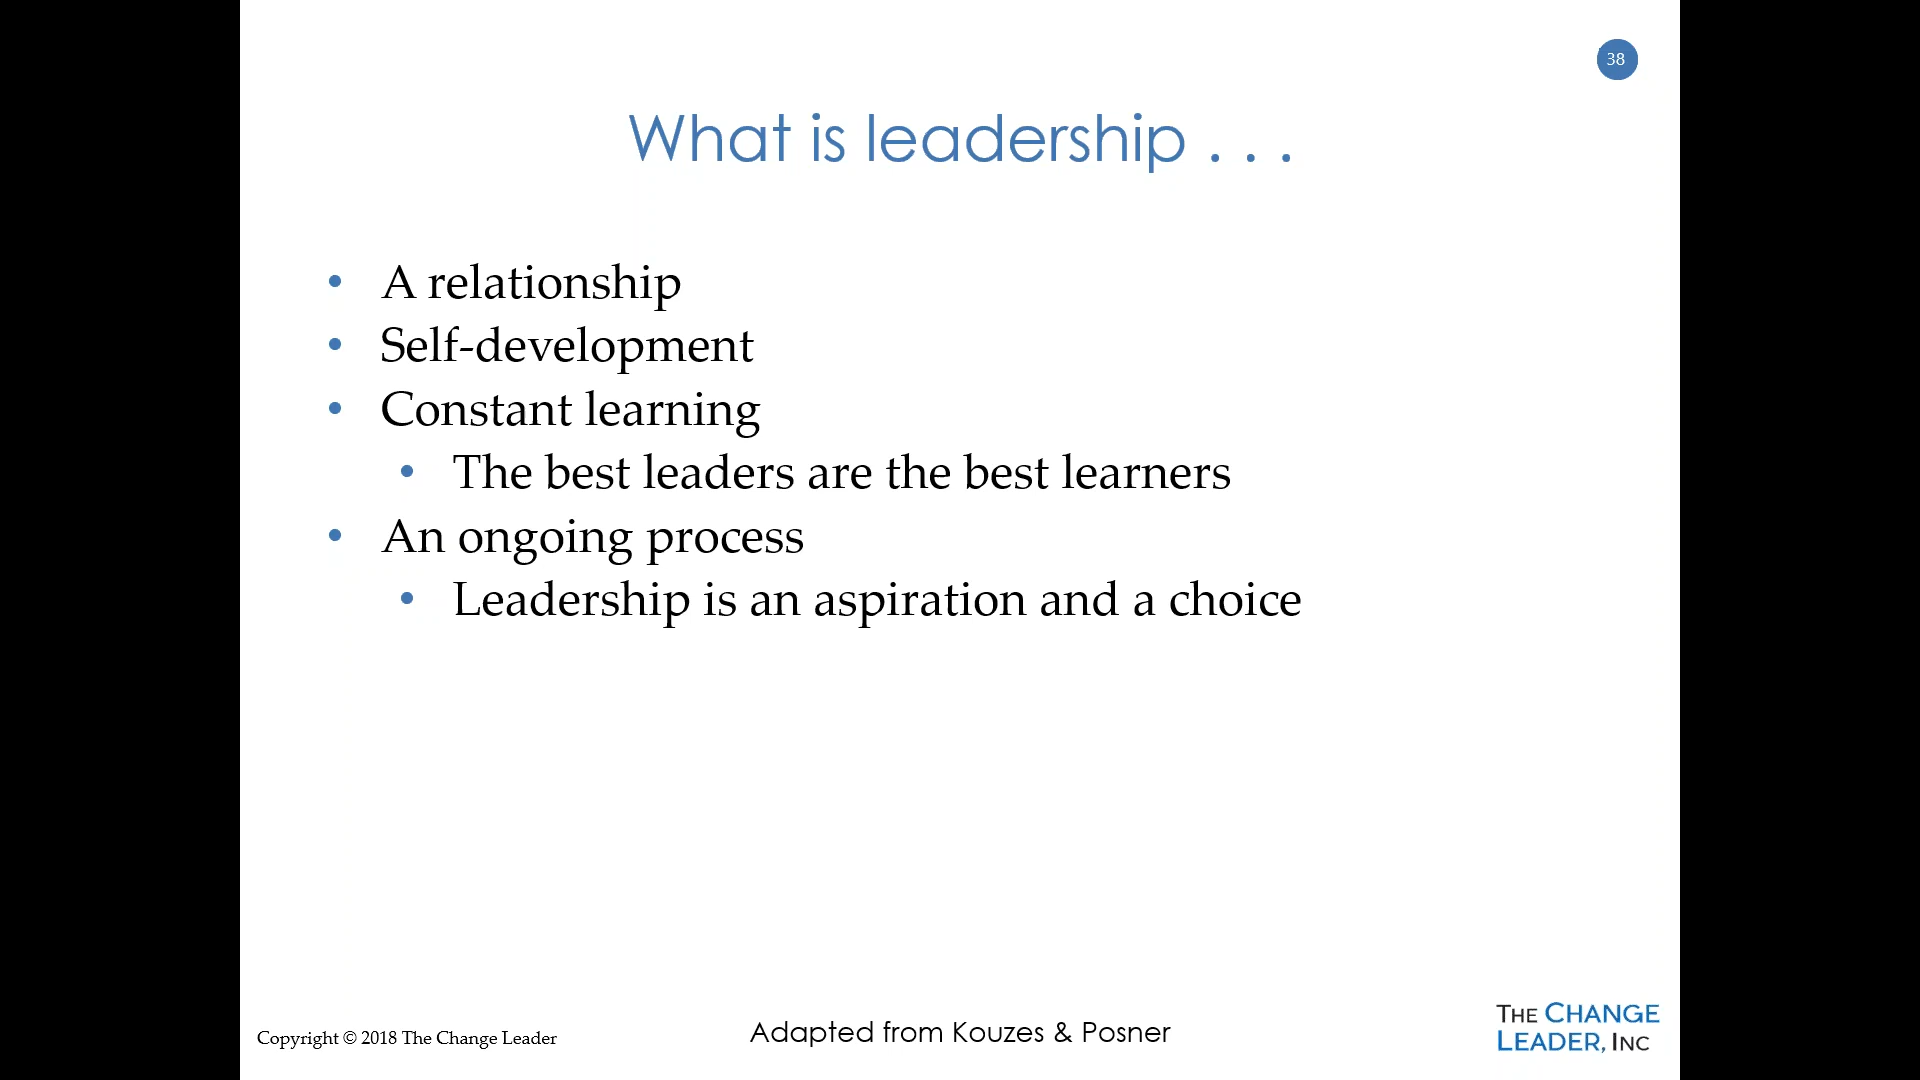 38
What is leadership . . .
• A relationship
• Self-development
• Constant learning
• The best leaders are the best learners
• An ongoing process
• Leadership is an aspiration and a choice
Copyright © 2018 The Change Leader
Adapted from Kouzes & Posner
THE CHANGE
LEADER, INC